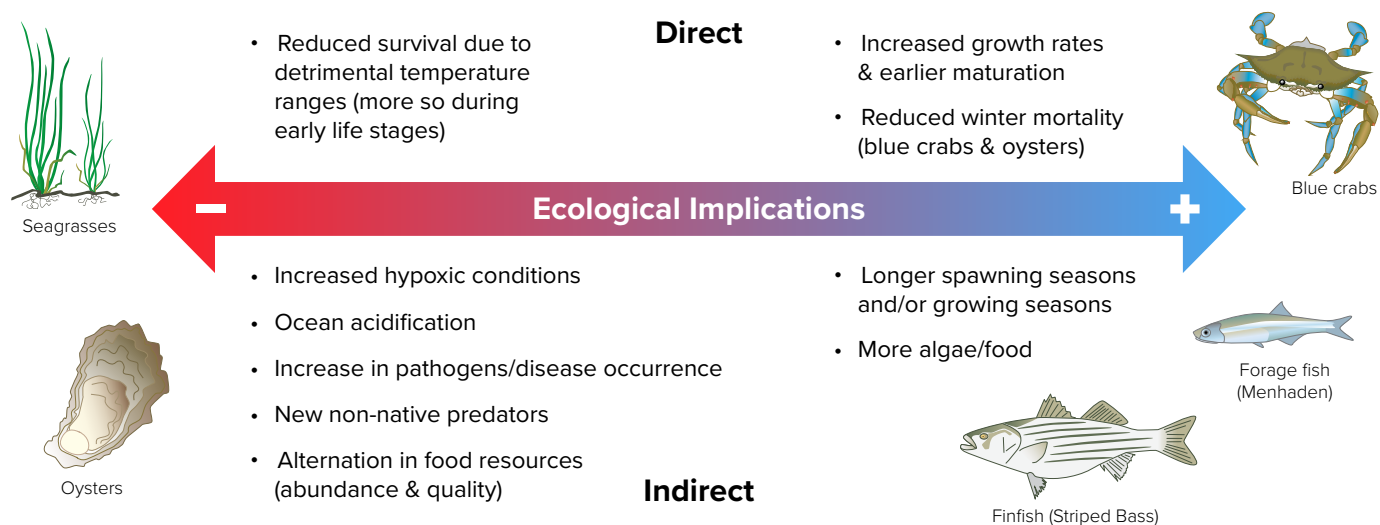 Direct
• Reduced survival due to
detrimental temperature
ranges (more so during
early life stages)
• Increased growth rates
& earlier maturation
• Reduced winter mortality
(blue crabs & oysters)
Seagrasses
Blue crabs
− Ecological Implications +
• Increased hypoxic conditions
• Ocean acidification
• Increase in pathogens/disease occurrence
• New non-native predators
• Alternation in food resources
(abundance & quality)
• Longer spawning seasons
and/or growing seasons
• More algae/food
Oysters
Forage fish
(Menhaden)
Indirect
Finfish (Striped Bass)